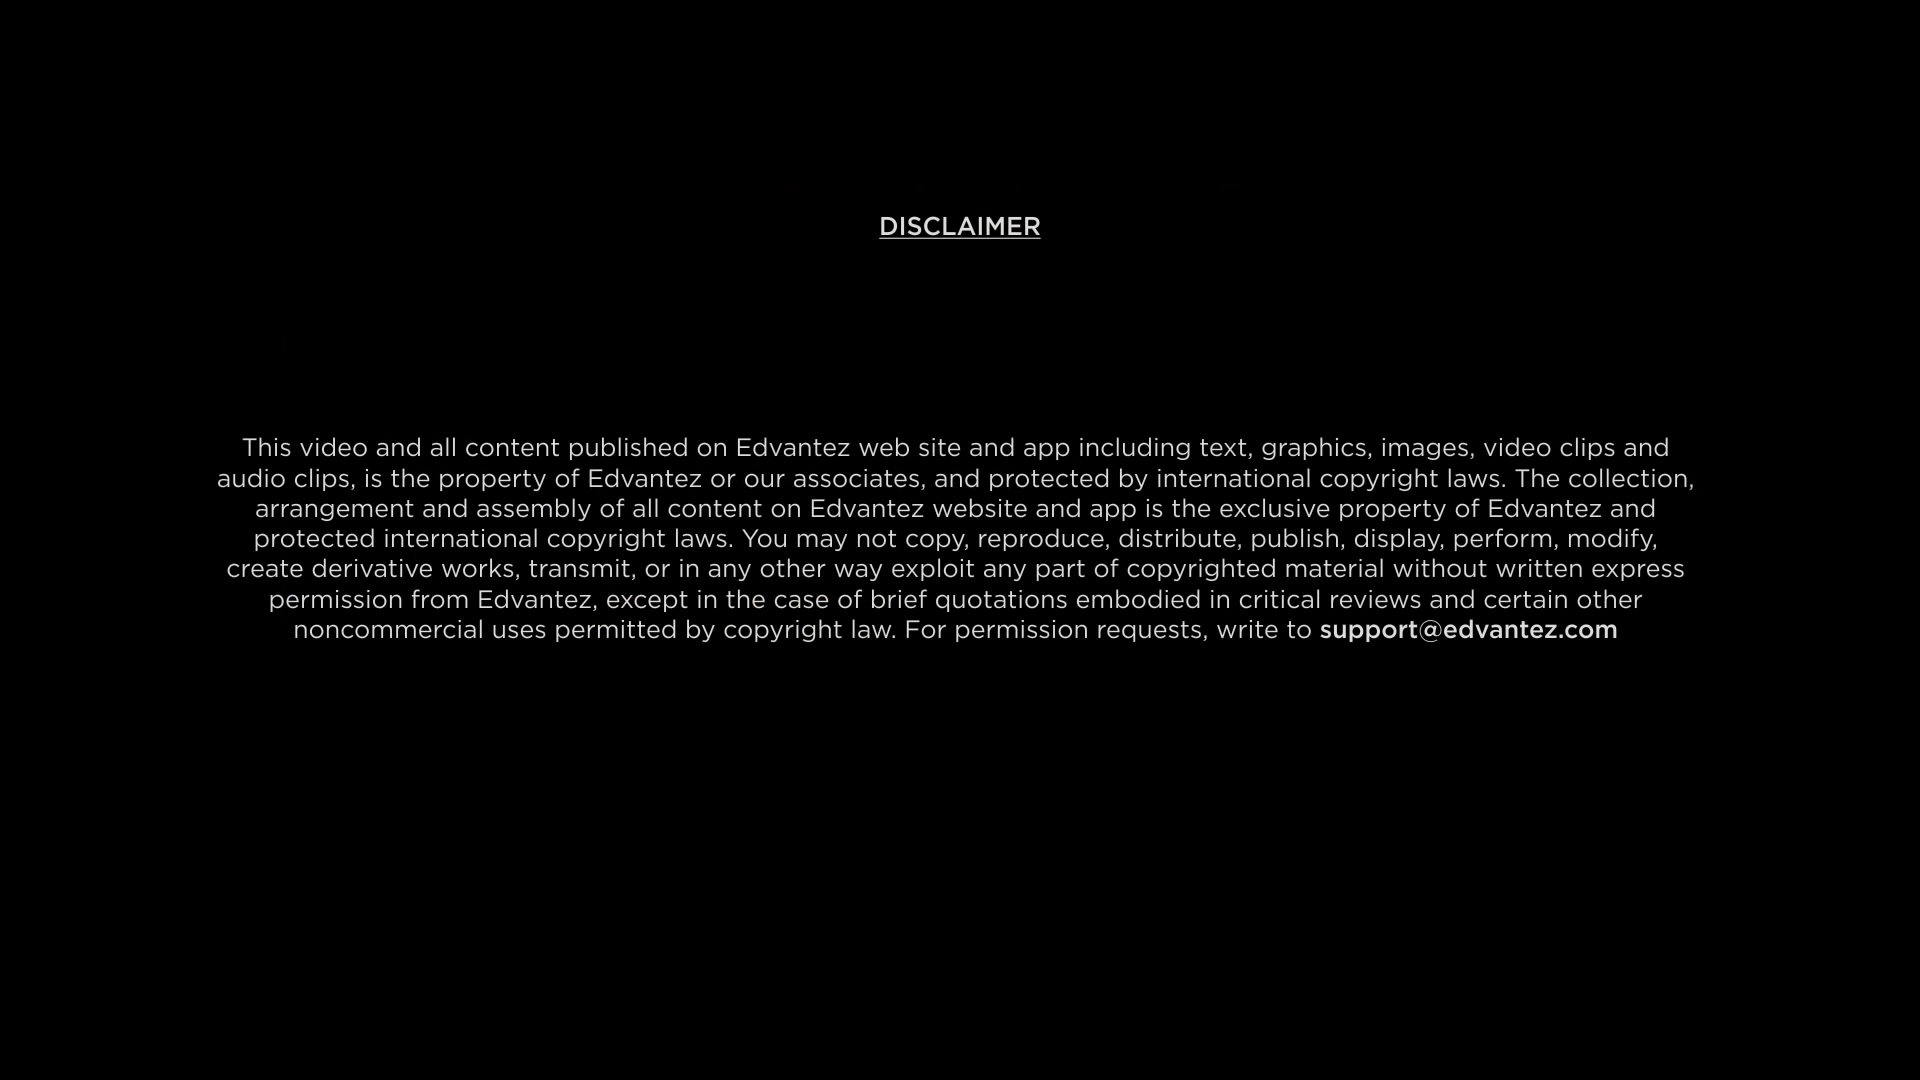 DISCLAIMER
This video and all content published on Edvantez web site and app including text, graphics, images, video clips and
audio clips, is the property of Edvantez or our associates, and protected by international copyright laws. The collection,
arrangement and assembly of all content on Edvantez website and app is the exclusive property of Edvantez and
protected international copyright laws. You may not copy, reproduce, distribute, publish, display, perform, modify,
create derivative works, transmit, or in any other way exploit any part of copyrighted material without written express
permission from Edvantez, except in the case of brief quotations embodied in critical reviews and certain other
noncommercial uses permitted by copyright law. For permission requests, write to support@edvantez.com